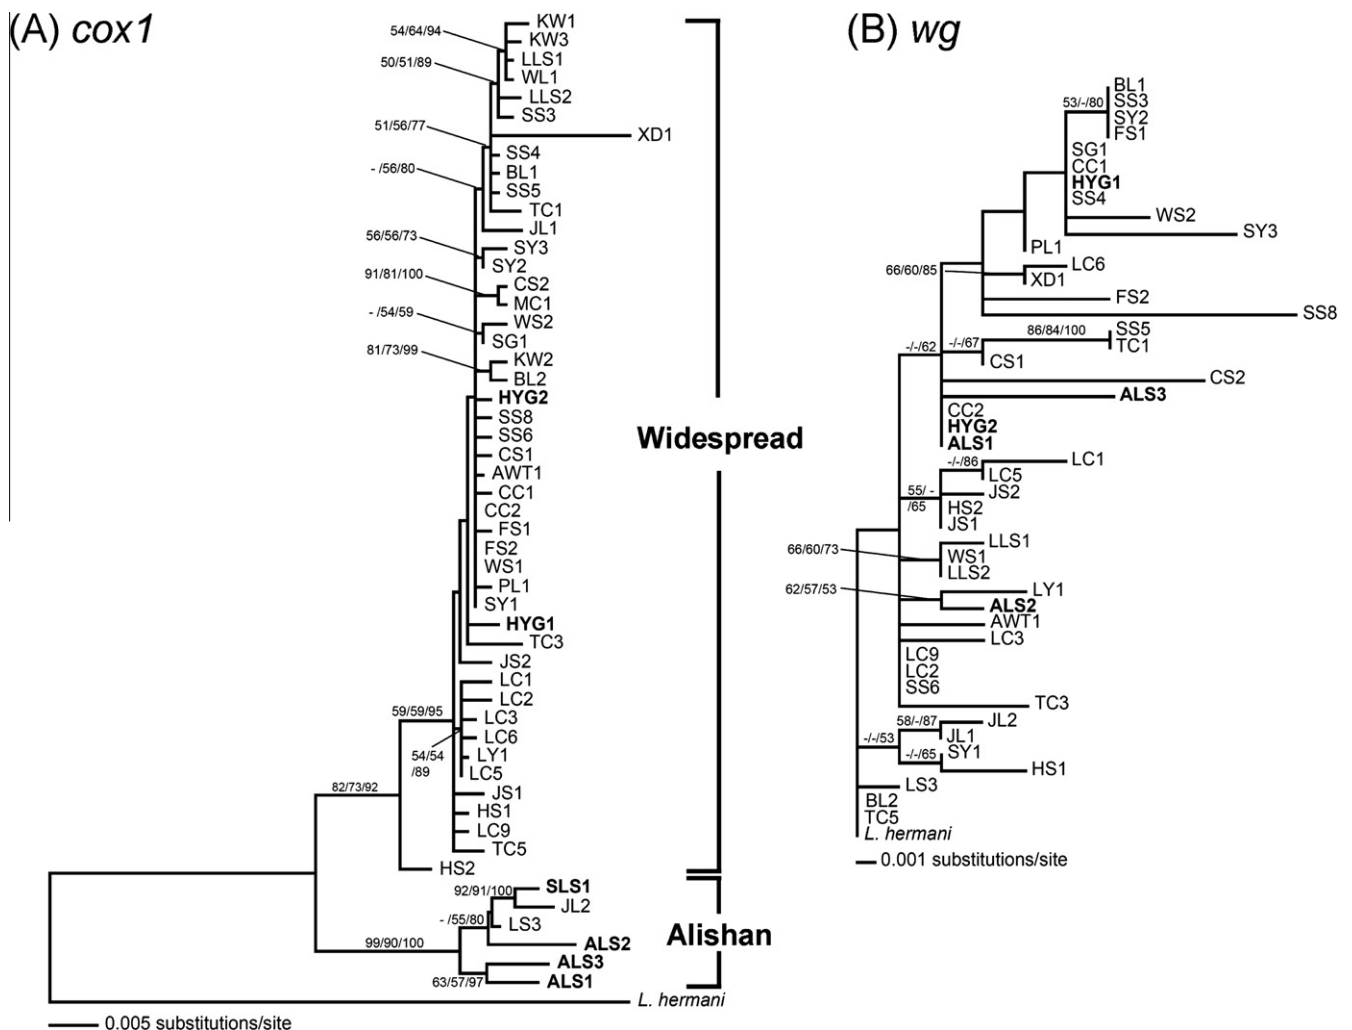 (A) cox1
KW1
54/64/94
KW3
LLS1
50/51/89
WL1
LLS2
SS3
51/56/77
XD1
SS4
- /56/80
BL1
SS5
TC1
JL1
56/56/73
SY3
SY2
91/81/100
CS2
MC1
- /54/59
WS2
SG1
81/73/99
KW2
BL2
HYG2
SS8
SS6
CS1
AWT1
CC1
CC2
FS1
FS2
WS1
PL1
SY1
HYG1
TC3
JS2
LC1
LC2
59/59/95
LC3
LC6
54/54
/89
LY1
LC5
JS1
82/73/92
HS1
LC9
TC5
HS2
Widespread
92/91/100
SLS1
JL2
- /55/80
LS3
99/90/100
ALS2
ALS3
63/57/97
ALS1
Alishan
L. hermani
0.005 substitutions/site
(B) wg
BL1
53/-/80
SS3
SY2
FS1
SG1
CC1
HYG1
SS4
WS2
SY3
PL1
66/60/85
LC6
XD1
FS2
SS8
86/84/100
SS5
-/-/62
-/-/67
TC1
CS1
CS2
ALS3
CC2
HYG2
ALS1
-/-/86
LC1
LC5
55/ -
/65
JS2
HS2
JS1
66/60/73
LLS1
WS1
LLS2
62/57/53
LY1
ALS2
AWT1
LC3
LC9
LC2
SS6
TC3
58/-/87
JL2
-/-/53
JL1
-/-/65
SY1
HS1
LS3
BL2
TC5
L. hermani
0.001 substitutions/site